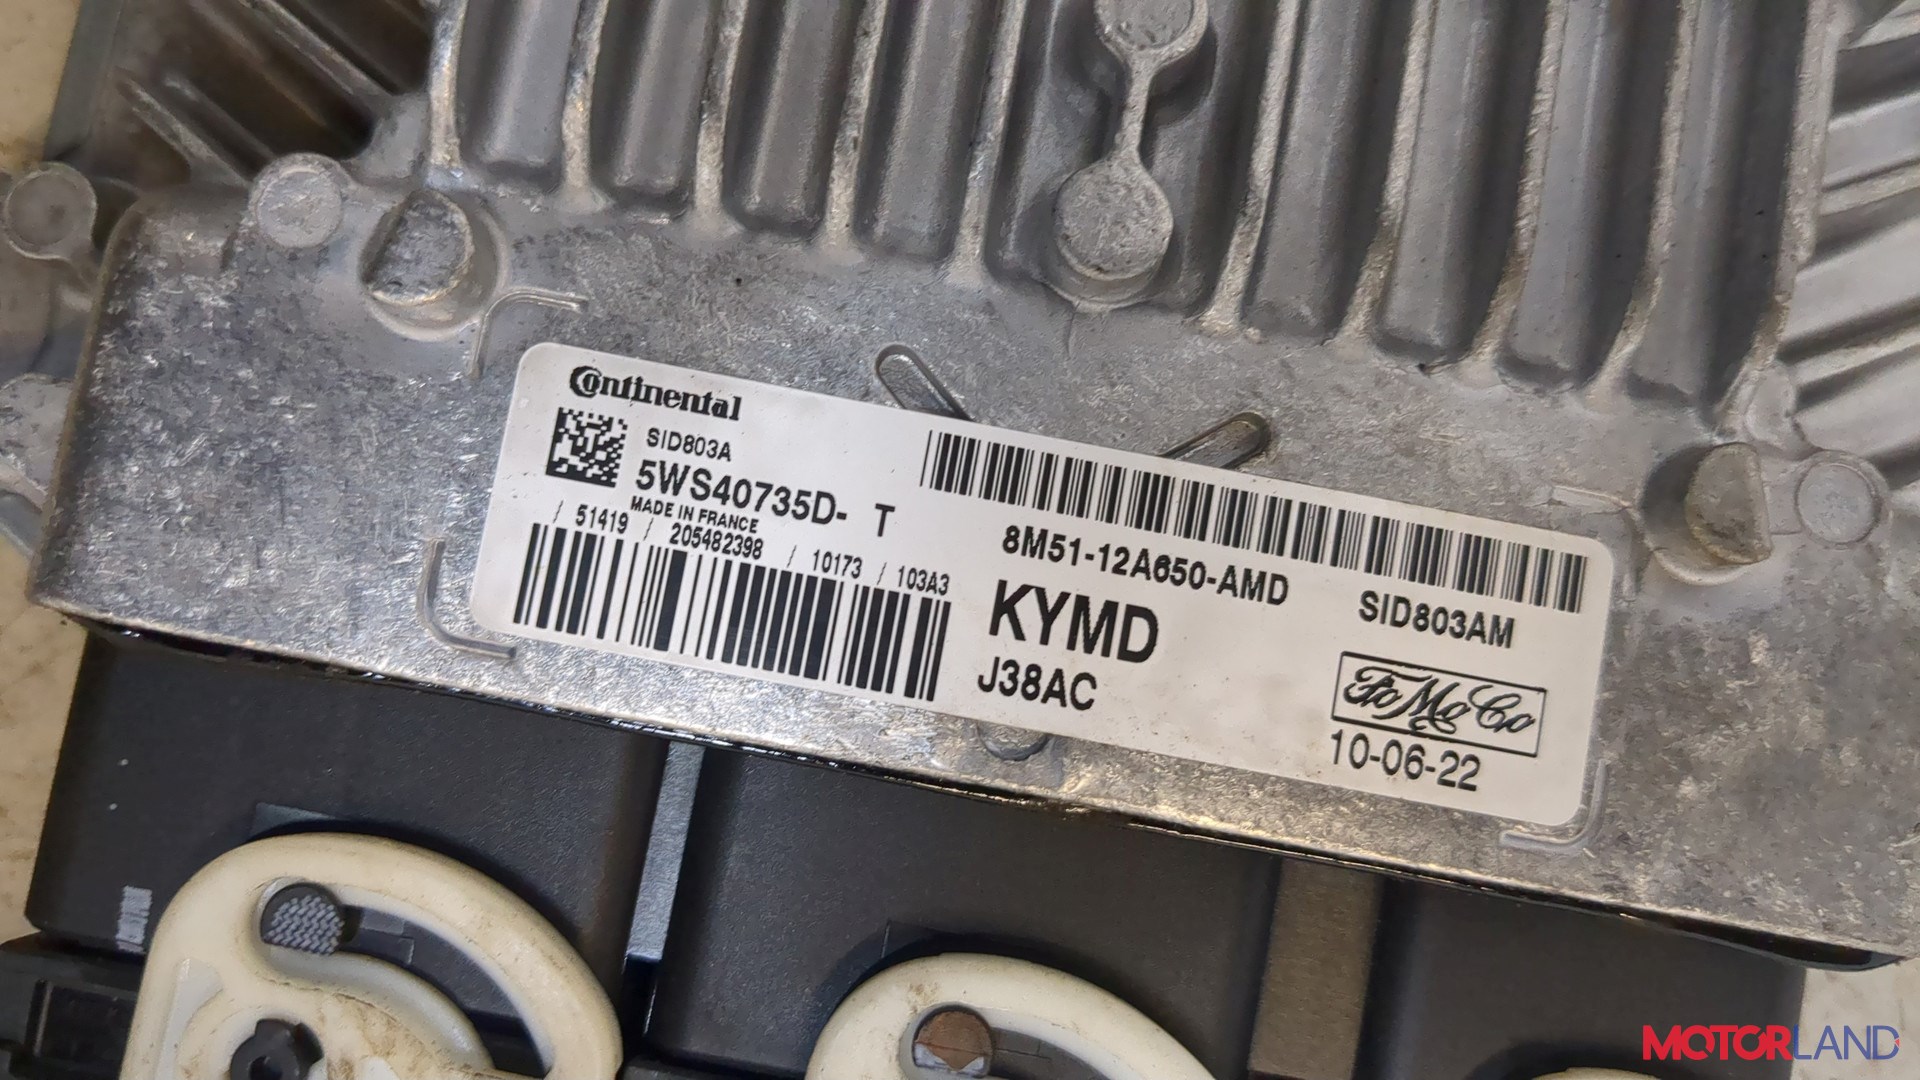 Continental
SID803A
5WS40735D- T
MADE IN FRANCE
/ 51419 / 205482398 / 10173 / 103A3
8M51-12A650-AMD SID803AM
KYMD
J38AC
FoMoCo
10-06-22
MOTORLAND